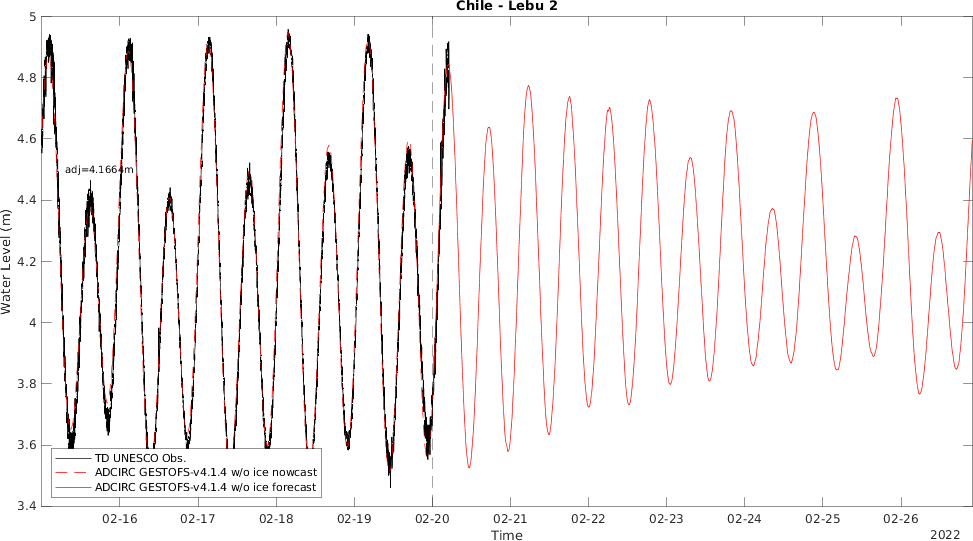 Chile - Lebu 2
5
4.8
4.6
4.4
4.2
4
3.8
3.6
3.4
Water Level (m)
adj=4.1664m
TD UNESCO Obs.
ADCIRC GESTOFS-v4.1.4 w/o ice nowcast
ADCIRC GESTOFS-v4.1.4 w/o ice forecast
02-16 02-17 02-18 02-19 02-20 02-21 02-22 02-23 02-24 02-25 02-26
Time
2022